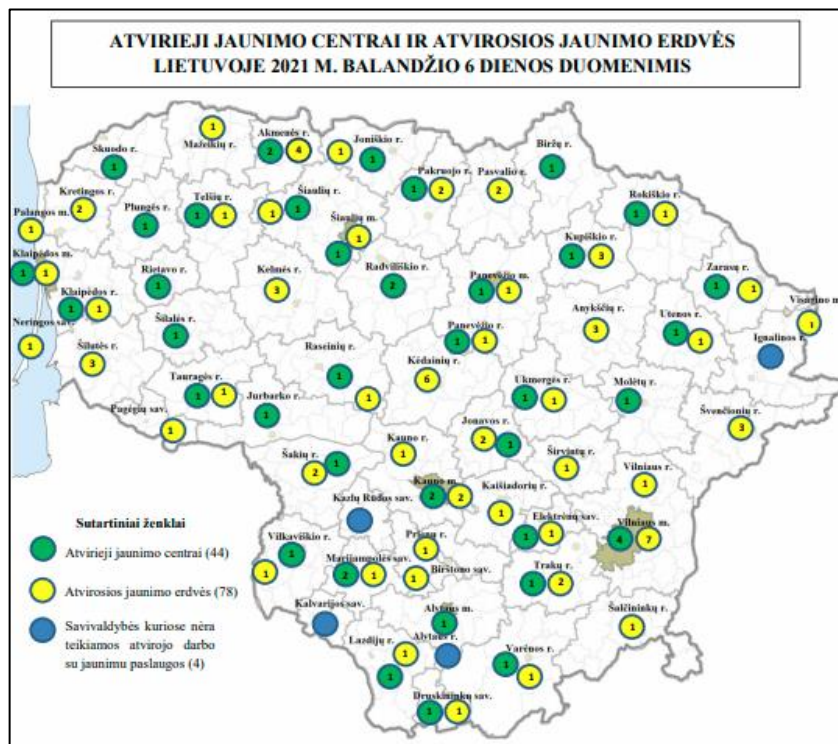 ATVIRIEJI JAUNIMO CENTRAI IR ATVIROSIOS JAUNIMO ERDVĖS
LIETUVOJE 2021 M. BALANDŽIO 6 DIENOS DUOMENIMIS
Skuodo r.
1
Mažeikių r.
1
Akmenės r.
2 4
Joniškio r.
1 1
Pakruojo r.
1 2
Pasvalio r.
2
Biržų r.
1
Rokiškio r.
1 1
Kretingos r.
2
Palangos m.
1
Plungės r.
1
Telšių r.
1 1
Šiaulių r.
1 1
Šiaulių m.
1
1
Kupiškio r.
1 3
Zarasų r.
1 1
Visagino m.
1
Klaipėdos m.
1 1
Klaipėdos r.
1 1
Rietavo r.
1
Kelmės r.
3
Radviliškio r.
2
Panevėžio m.
1 1
Panevėžio r.
1 1
Anykščių r.
3
Utenos r.
1 1
Ignalinos r.
Neringos sav.
1
Šilalės r.
1
Šilutės r.
3
Raseinių r.
1
1
Kėdainių r.
6
Tauragės r.
1 1
Jurbarko r.
1
Pagėgių sav.
1
Ukmergės r.
1 1
Molėtų r.
1
Švenčionių r.
3
Kauno r.
1
Jonavos r.
2 1
Širvintų r.
1
Šakių r.
2 1
Kauno m.
2 2
Kaišiadorių r.
1
Vilniaus r.
1
Kazlų Rūdos sav.
Elektrėnų sav.
1 1
Vilniaus m.
4 7
Vilkaviškio r.
1
1
Prienų r.
1
Marijampolės sav.
2 1
Birštono sav.
1
Trakų r.
1 2
Kalvarijos sav.
Alytaus m.
1
Alytaus r.
Šalčininkų r.
1
Lazdijų r.
1
1
Varėnos r.
1
1
Druskininkų sav.
1 1
Sutartiniai ženklai
Atvirieji jaunimo centrai (44)
Atvirosios jaunimo erdvės (78)
Savivaldybės kuriose nėra
teikiamos atvirojo darbo
su jaunimu paslaugos (4)